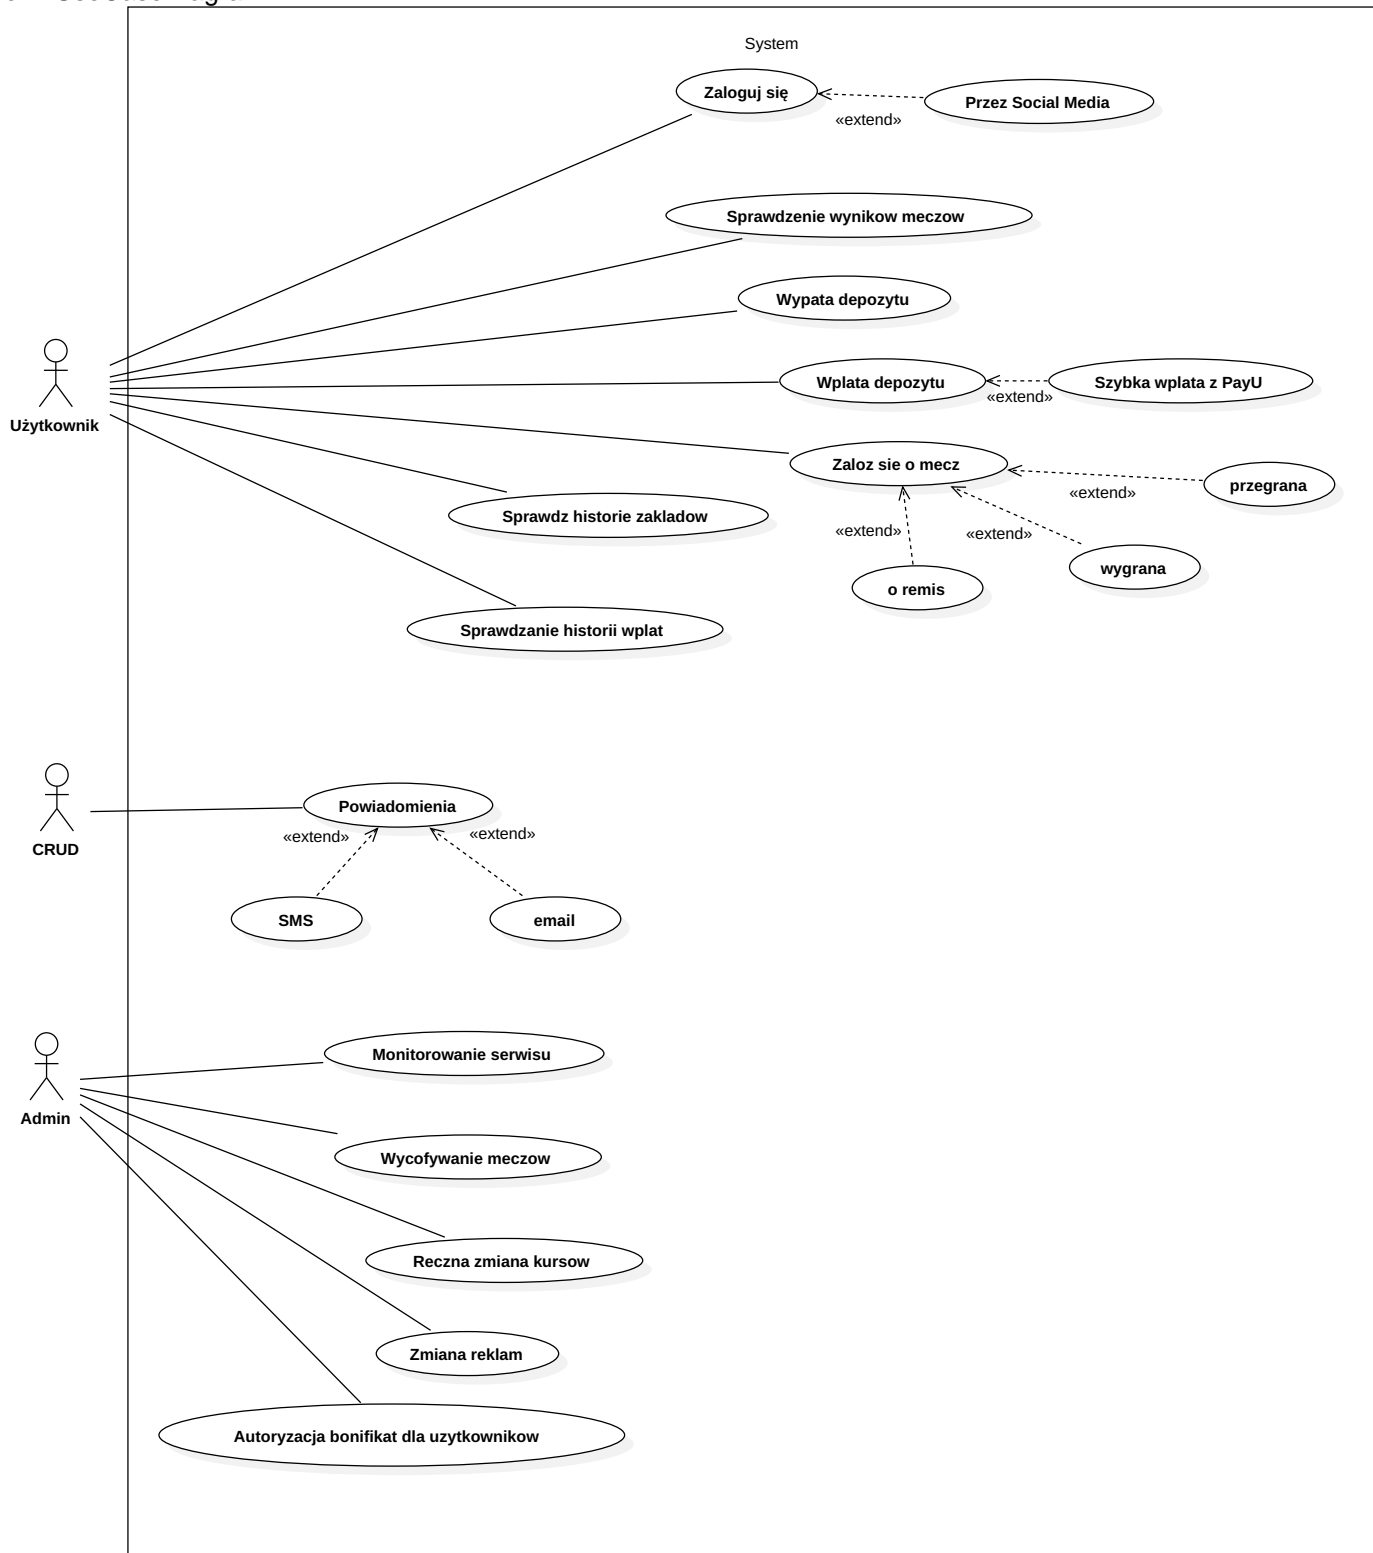 System
Zaloguj się
Przez Social Media
«extend»
Sprawdzenie wynikow meczow
Wypata depozytu
Wplata depozytu
Szybka wplata z PayU
«extend»
Użytkownik
Zaloz sie o mecz
przegrana
«extend»
Sprawdz historie zakladow
«extend»
«extend»
wygrana
o remis
Sprawdzanie historii wplat
Powiadomienia
«extend»
«extend»
CRUD
SMS
email
Monitorowanie serwisu
Admin
Wycofywanie meczow
Reczna zmiana kursow
Zmiana reklam
Autoryzacja bonifikat dla uzytkownikow